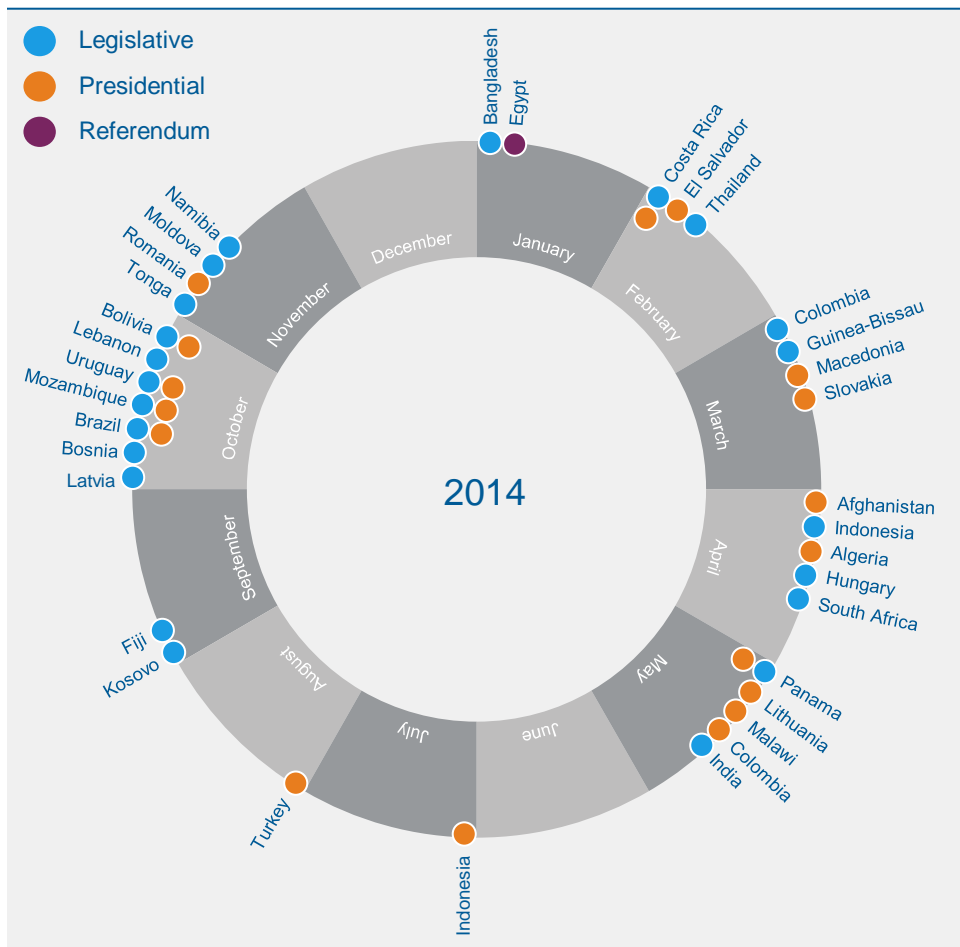 Legislative
Presidential
Referendum
Bangladesh
Egypt
Costa Rica
El Salvador
Thailand
Colombia
Guinea-Bissau
Macedonia
Slovakia
Afghanistan
Indonesia
Algeria
Hungary
South Africa
Panama
Lithuania
Malawi
Colombia
India
Indonesia
Turkey
Kosovo
Fiji
Latvia
Bosnia
Brazil
Mozambique
Uruguay
Lebanon
Bolivia
Tonga
Romania
Moldova
Namibia
January
February
March
April
May
June
July
August
September
October
November
December
2014